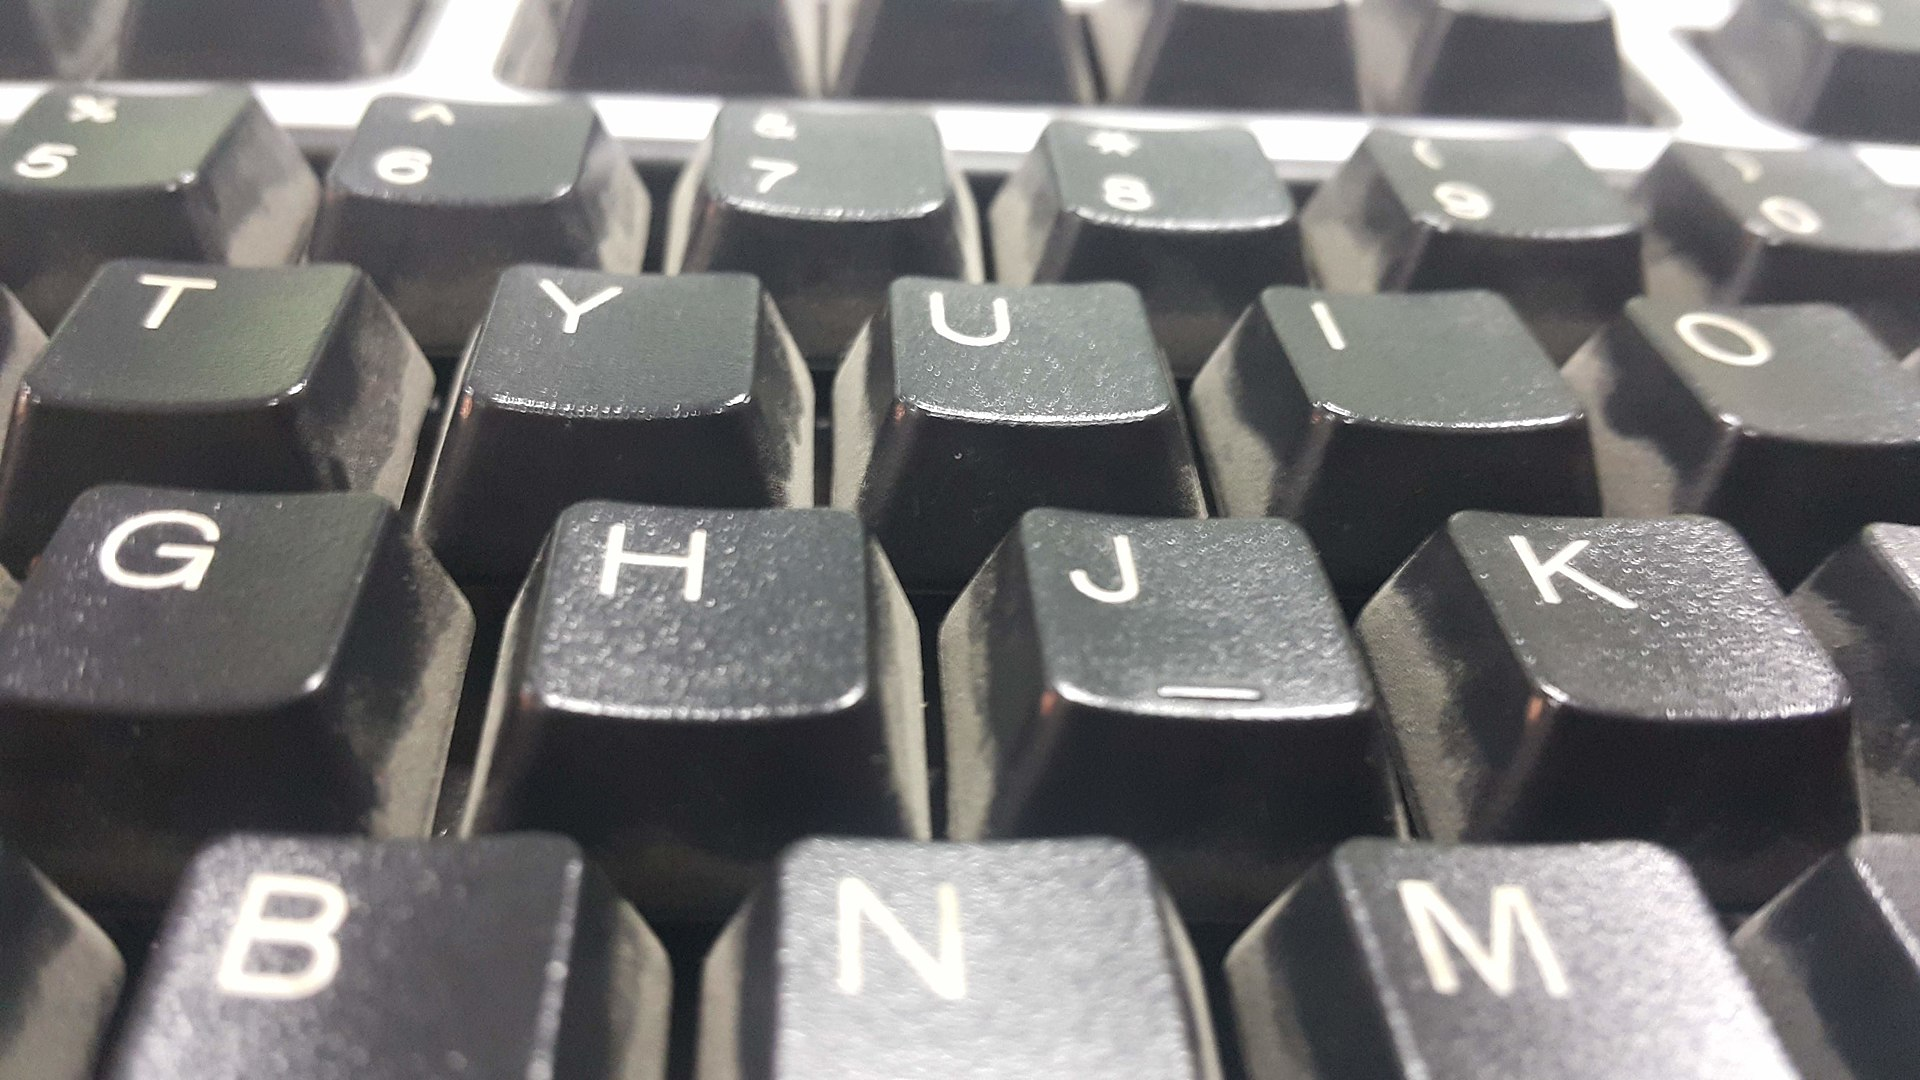 % ^ & * ( )
5 6 7 8 9 0
T Y U I O
G H J K
B N M